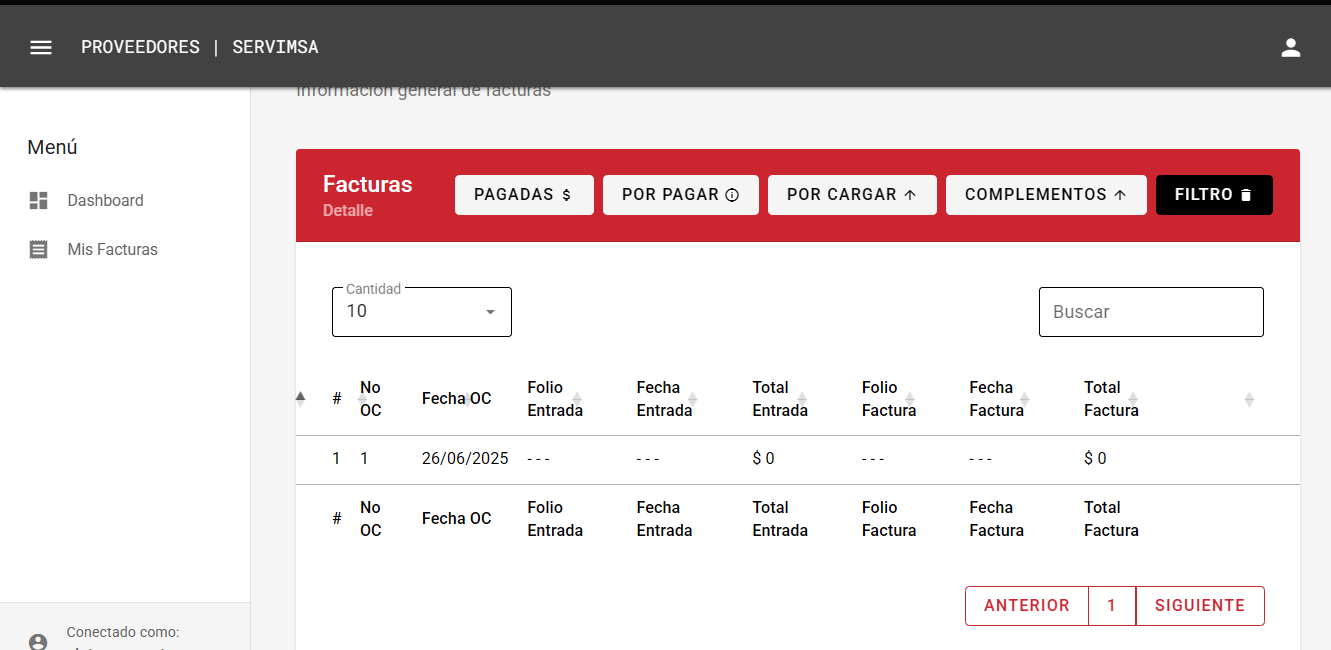 PROVEEDORES | SERVIMSA
Información general de facturas
Menú
Dashboard
Mis Facturas
Conectado como:
Facturas
Detalle
PAGADAS $
POR PAGAR
POR CARGAR
COMPLEMENTOS
FILTRO
Cantidad
10
Buscar
# No OC Fecha OC Folio Entrada Fecha Entrada Total Entrada Folio Factura Fecha Factura Total Factura
1 1 26/06/2025 - - - - - - $ 0 - - - - - - $ 0
# No OC Fecha OC Folio Entrada Fecha Entrada Total Entrada Folio Factura Fecha Factura Total Factura
ANTERIOR 1 SIGUIENTE